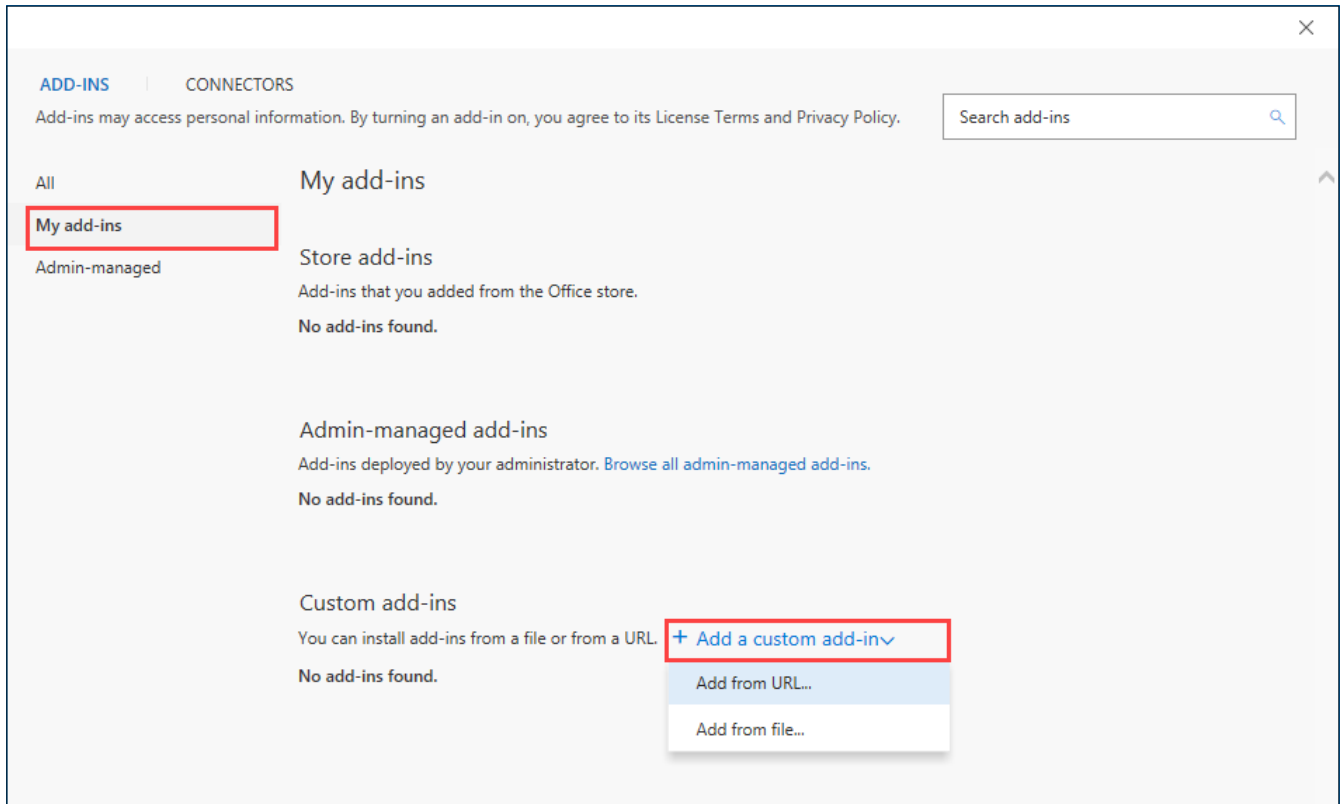 ADD-INS CONNECTORS
Add-ins may access personal information. By turning an add-in on, you agree to its License Terms and Privacy Policy.
Search add-ins
All
My add-ins
Admin-managed
My add-ins
Store add-ins
Add-ins that you added from the Office store.
No add-ins found.
Admin-managed add-ins
Add-ins deployed by your administrator. Browse all admin-managed add-ins.
No add-ins found.
Custom add-ins
You can install add-ins from a file or from a URL. + Add a custom add-in
No add-ins found.
Add from URL...
Add from file...